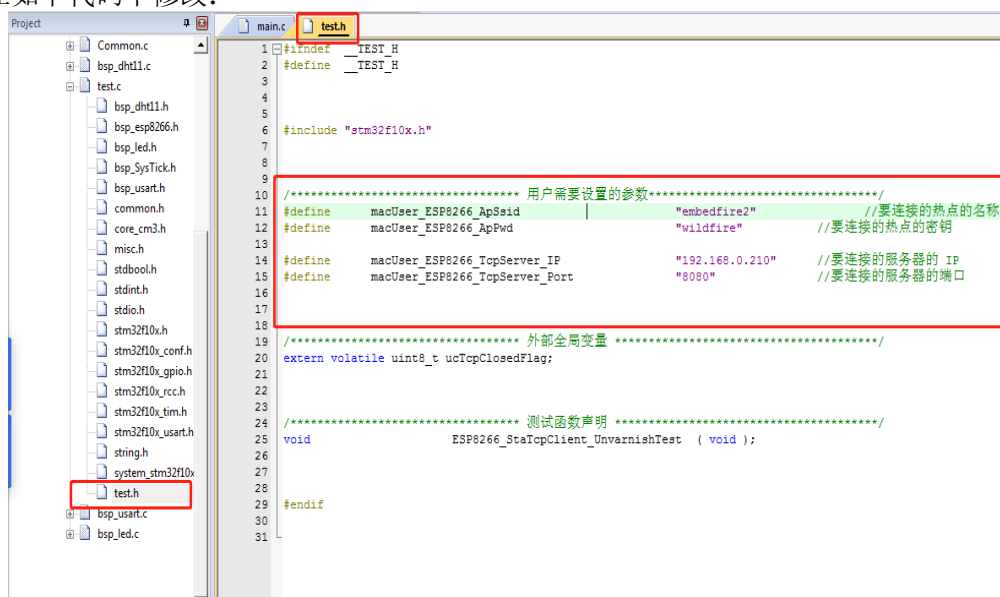 Project
main.c
test.h
Common.c
bsp_dht11.c
test.c
bsp_dht11.h
bsp_esp8266.h
bsp_led.h
bsp_SysTick.h
bsp_usart.h
common.h
core_cm3.h
misc.h
stdbool.h
stdint.h
stdio.h
stm32f10x.h
stm32f10x_conf.h
stm32f10x_gpio.h
stm32f10x_rcc.h
stm32f10x_tim.h
stm32f10x_usart.h
string.h
system_stm32f10x
test.h
bsp_usart.c
bsp_led.c
1 #ifndef __TEST_H
2 #define __TEST_H
3
4
5
6 #include "stm32f10x.h"
7
8
9
10 /********************************** 用户需要设置的参数**********************************/
11 #define macUser_ESP8266_ApSsid "embedfire2" //要连接的热点的名称
12 #define macUser_ESP8266_ApPwd "wildfire" //要连接的热点的密钥
13
14 #define macUser_ESP8266_TcpServer_IP "192.168.0.210" //要连接的服务器的 IP
15 #define macUser_ESP8266_TcpServer_Port "8080" //要连接的服务器的端口
16
17
18
19 /********************************** 外部全局变量 ***************************************/
20 extern volatile uint8_t ucTcpClosedFlag;
21
22
23
24 /********************************** 测试函数声明 ***************************************/
25 void ESP8266_StaTcpClient_UnvarnishTest ( void );
26
27
28
29 #endif
30
31